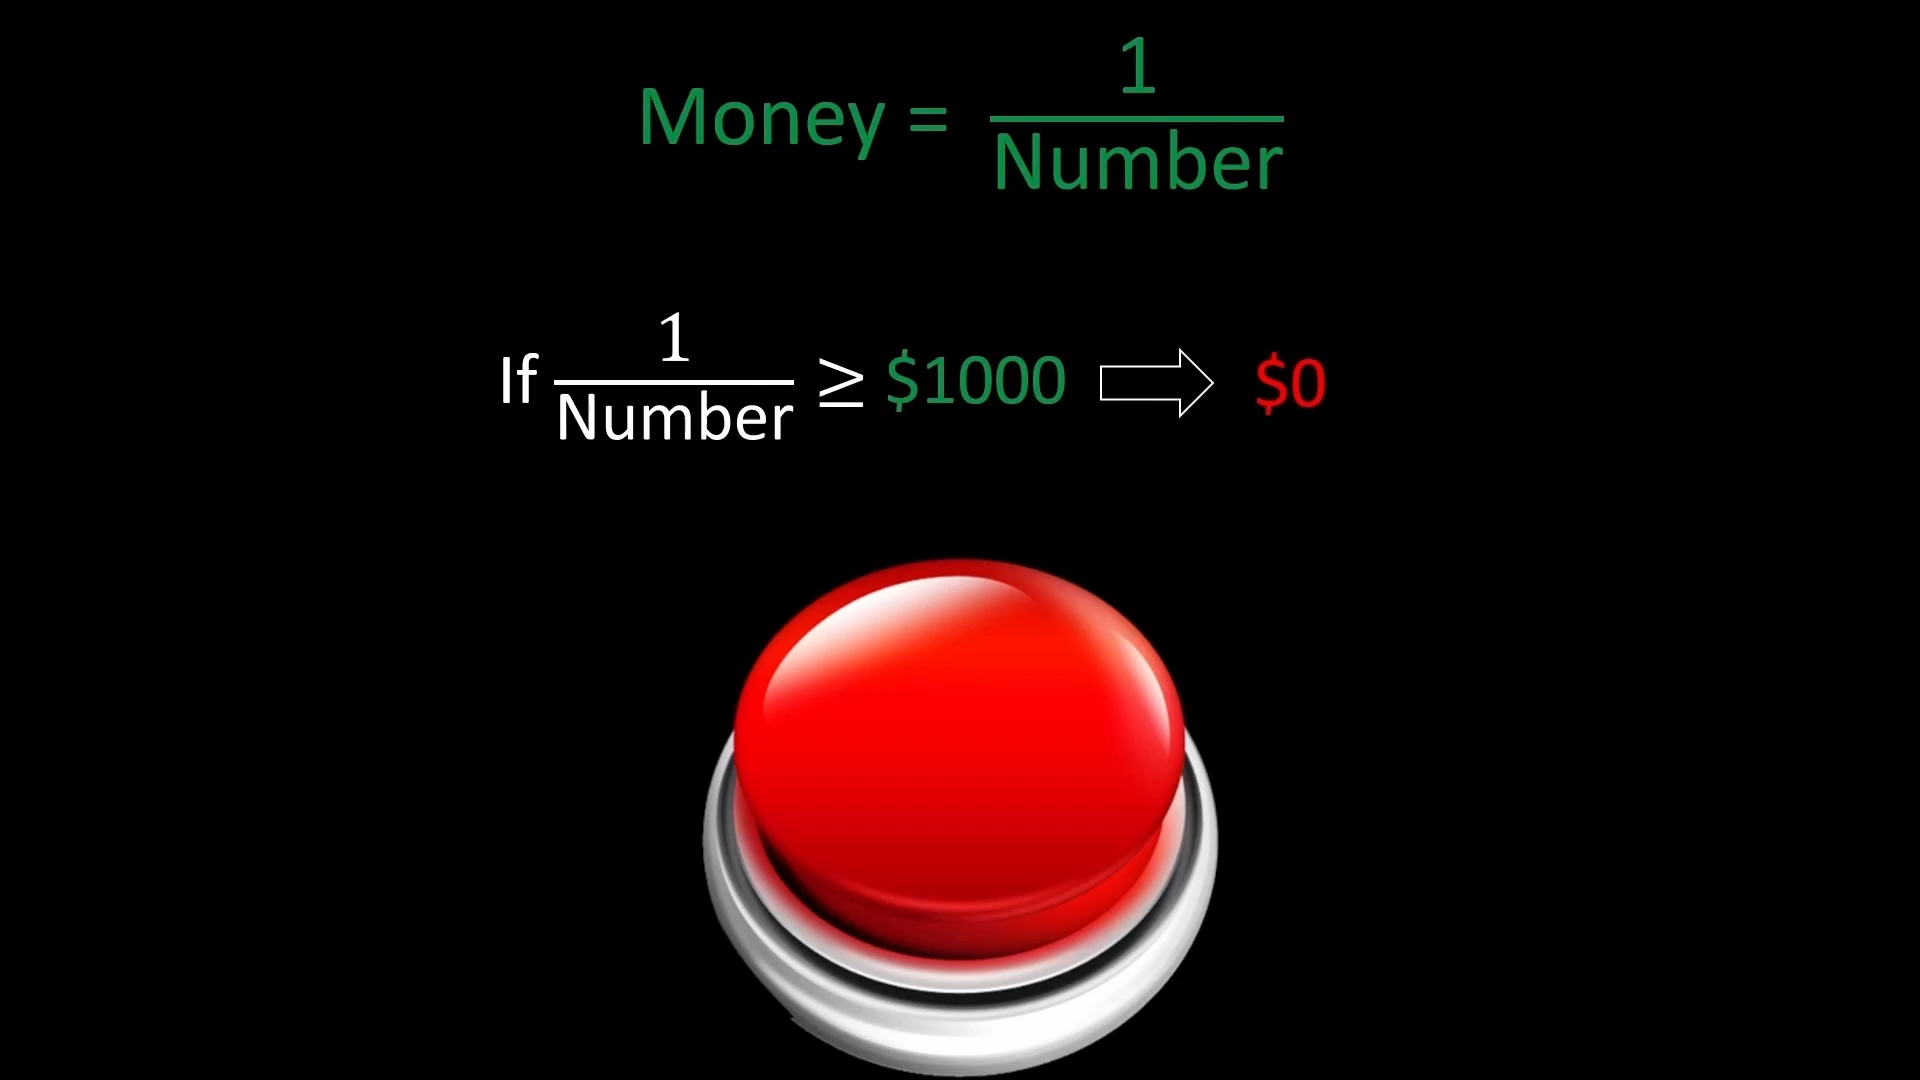 Money = 1/Number
If 1/Number ≥ $1000 ⇨ $0